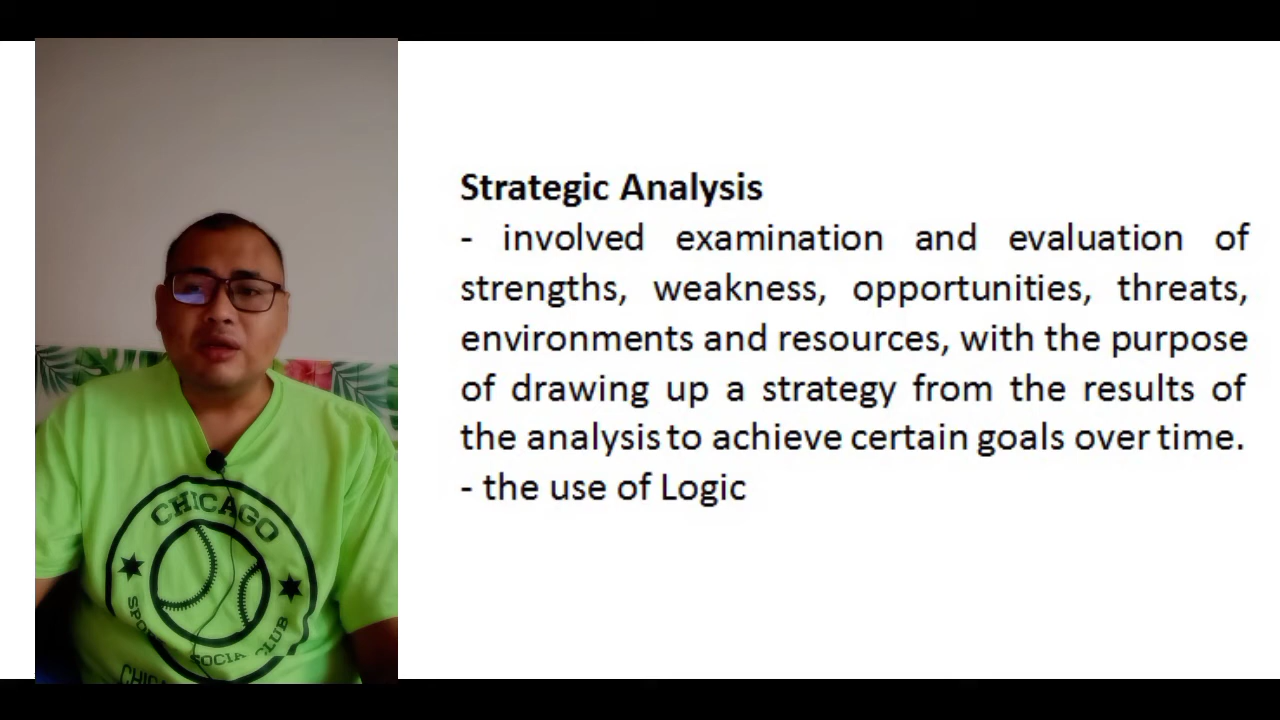 Strategic Analysis
- involved examination and evaluation of
strengths, weakness, opportunities, threats,
environments and resources, with the purpose
of drawing up a strategy from the results of
the analysis to achieve certain goals over time.
- the use of Logic
CHICAGO
SOCIAL CLUB